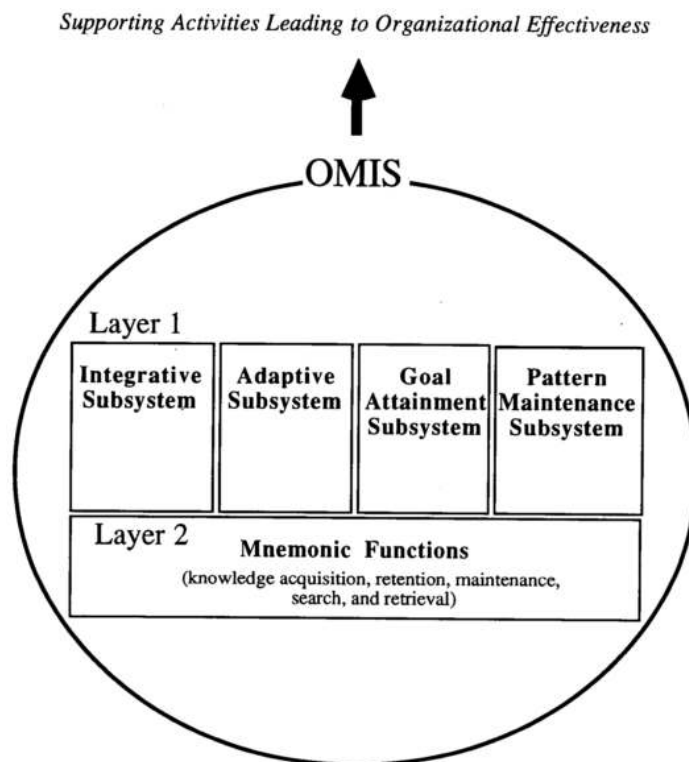 Supporting Activities Leading to Organizational Effectiveness
OMIS
Layer 1
Integrative
Subsystem
Adaptive
Subsystem
Goal
Attainment
Subsystem
Pattern
Maintenance
Subsystem
Layer 2
Mnemonic Functions
(knowledge acquisition, retention, maintenance,
search, and retrieval)